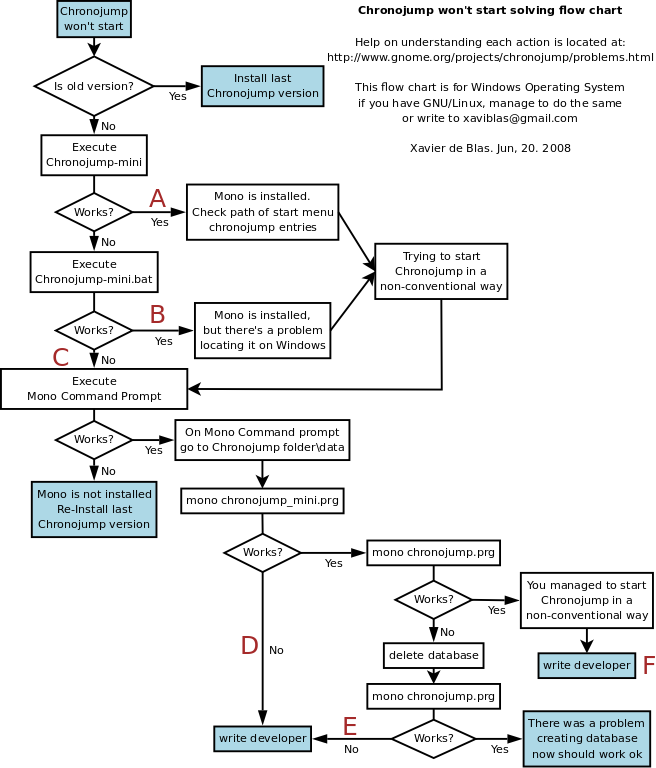 Chronojump won't start solving flow chart
Help on understanding each action is located at:
http://www.gnome.org/projects/chronojump/problems.html
This flow chart is for Windows Operating System
if you have GNU/Linux, manage to do the same
or write to xaviblas@gmail.com
Xavier de Blas. Jun, 20. 2008
Chronojump
won't start
Is old version?
Yes
Install last
Chronojump version
No
Execute
Chronojump-mini
Works?
A
Yes
Mono is installed.
Check path of start menu
chronojump entries
No
Execute
Chronojump-mini.bat
Trying to start
Chronojump in a
non-conventional way
Works?
B
Yes
Mono is installed,
but there's a problem
locating it on Windows
C
No
Execute
Mono Command Prompt
Works?
Yes
On Mono Command prompt
go to Chronojump folder\data
No
Mono is not installed
Re-Install last
Chronojump version
mono chronojump_mini.prg
Works?
Yes
mono chronojump.prg
Works?
Yes
You managed to start
Chronojump in a
non-conventional way
No
D
No
delete database
write developer
F
mono chronojump.prg
write developer
E
No
Works?
Yes
There was a problem
creating database
now should work ok